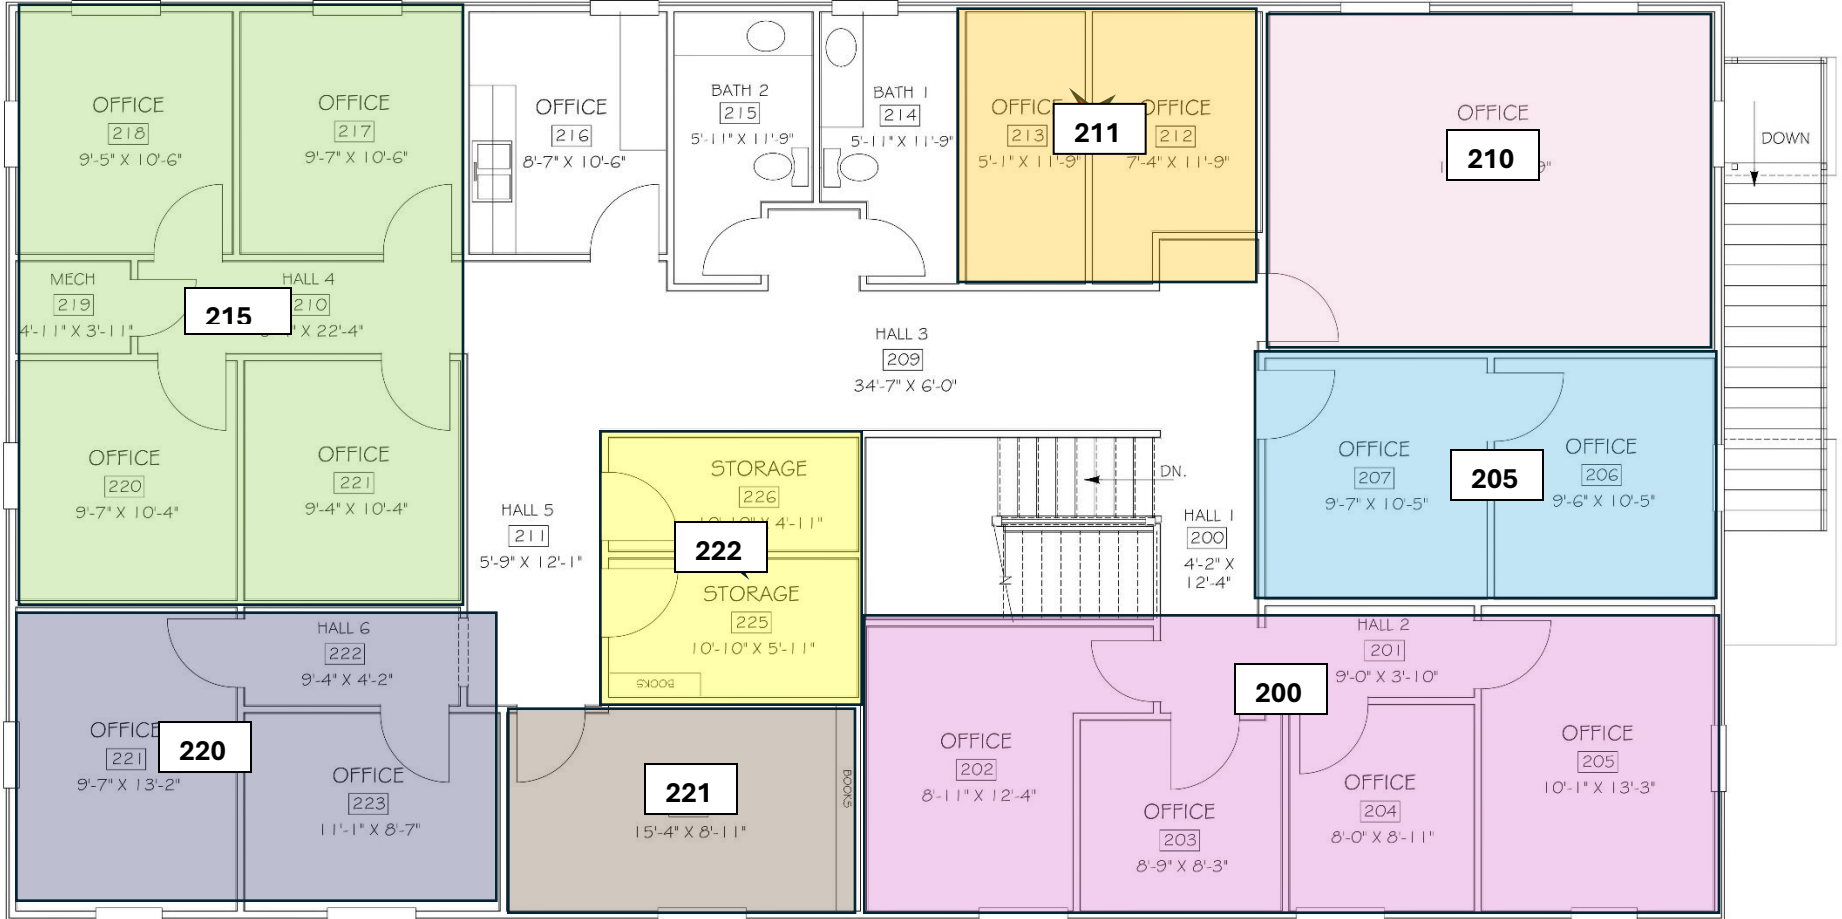 OFFICE
218
9'-5" X 10'-6"
OFFICE
217
9'-7" X 10'-6"
OFFICE
216
8'-7" X 10'-6"
BATH 2
215
5'-11" X 11'-9"
BATH 1
214
5'-11" X 11'-9"
OFFICE
213
5'-1" X 11'-9"
211
OFFICE
212
7'-4" X 11'-9"
OFFICE
210
DOWN
MECH
219
4'-11" X 3'-11"
215
HALL 4
210
X 22'-4"
HALL 3
209
34'-7" X 6'-0"
OFFICE
220
9'-7" X 10'-4"
OFFICE
221
9'-4" X 10'-4"
HALL 5
211
5'-9" X 12'-1"
STORAGE
226
10'-10" X 4'-11"
222
STORAGE
225
10'-10" X 5'-11"
BOOKS
DN.
HALL 1
200
4'-2" X
12'-4"
OFFICE
207
9'-7" X 10'-5"
205
OFFICE
206
9'-6" X 10'-5"
HALL 6
222
9'-4" X 4'-2"
OFFICE
221
9'-7" X 13'-2"
220
OFFICE
223
11'-1" X 8'-7"
221
15'-4" X 8'-11"
BOOKS
HALL 2
201
9'-0" X 3'-10"
200
OFFICE
202
8'-11" X 12'-4"
OFFICE
203
8'-9" X 8'-3"
OFFICE
204
8'-0" X 8'-11"
OFFICE
205
10'-1" X 13'-3"